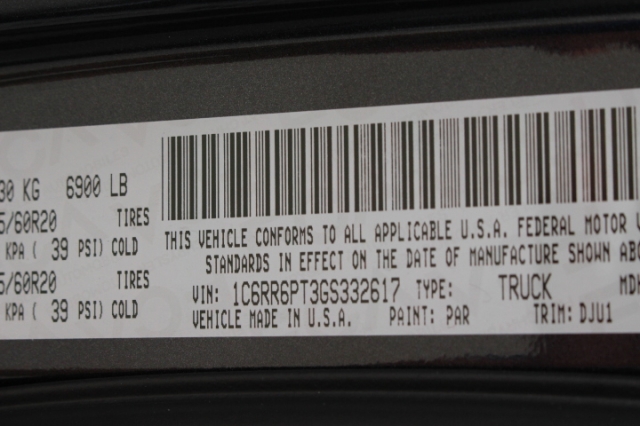 30 KG 6900 LB
5/60R20 TIRES
KPA ( 39 PSI) COLD
5/60R20 TIRES
KPA ( 39 PSI) COLD
THIS VEHICLE CONFORMS TO ALL APPLICABLE U.S.A. FEDERAL MOTOR V
STANDARDS IN EFFECT ON THE DATE OF MANUFACTURE SHOWN ABO
VIN: 1C6RR6PT3GS332617 TYPE: TRUCK MDH
VEHICLE MADE IN U.S.A. PAINT: PAR TRIM: DJU1